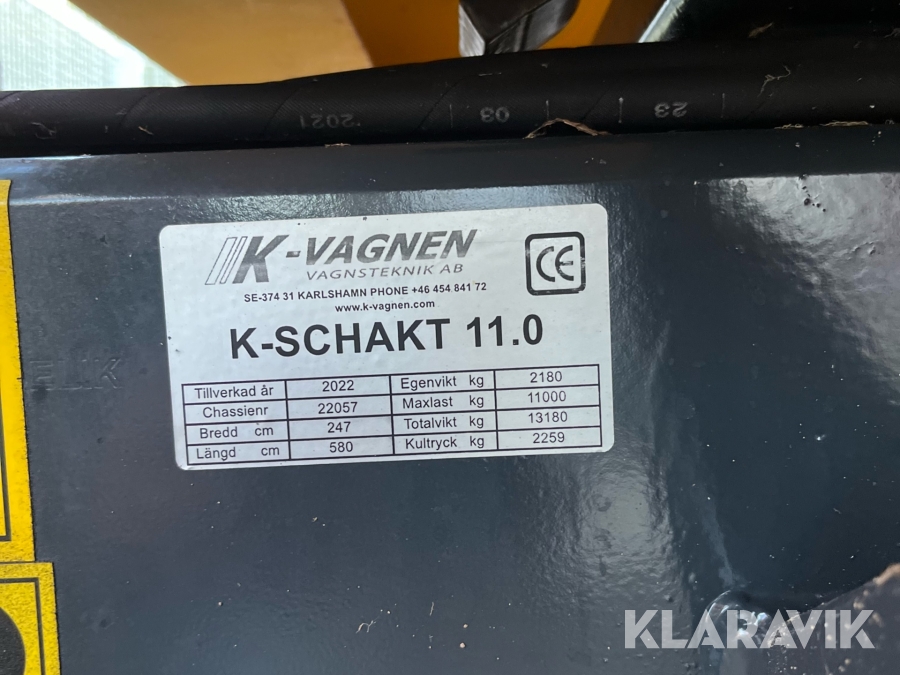 2021 03 23
K-VAGNEN
VAGNSTEKNIK AB
CE
SE-374 31 KARLSHAMN PHONE +46 454 841 72
www.k-vagnen.com
K-SCHAKT 11.0
Tillverkad år 2022 Egenvikt kg 2180
Chassienr 22057 Maxlast kg 11000
Bredd cm 247 Totalvikt kg 13180
Längd cm 580 Kultryck kg 2259
KLARAVIK